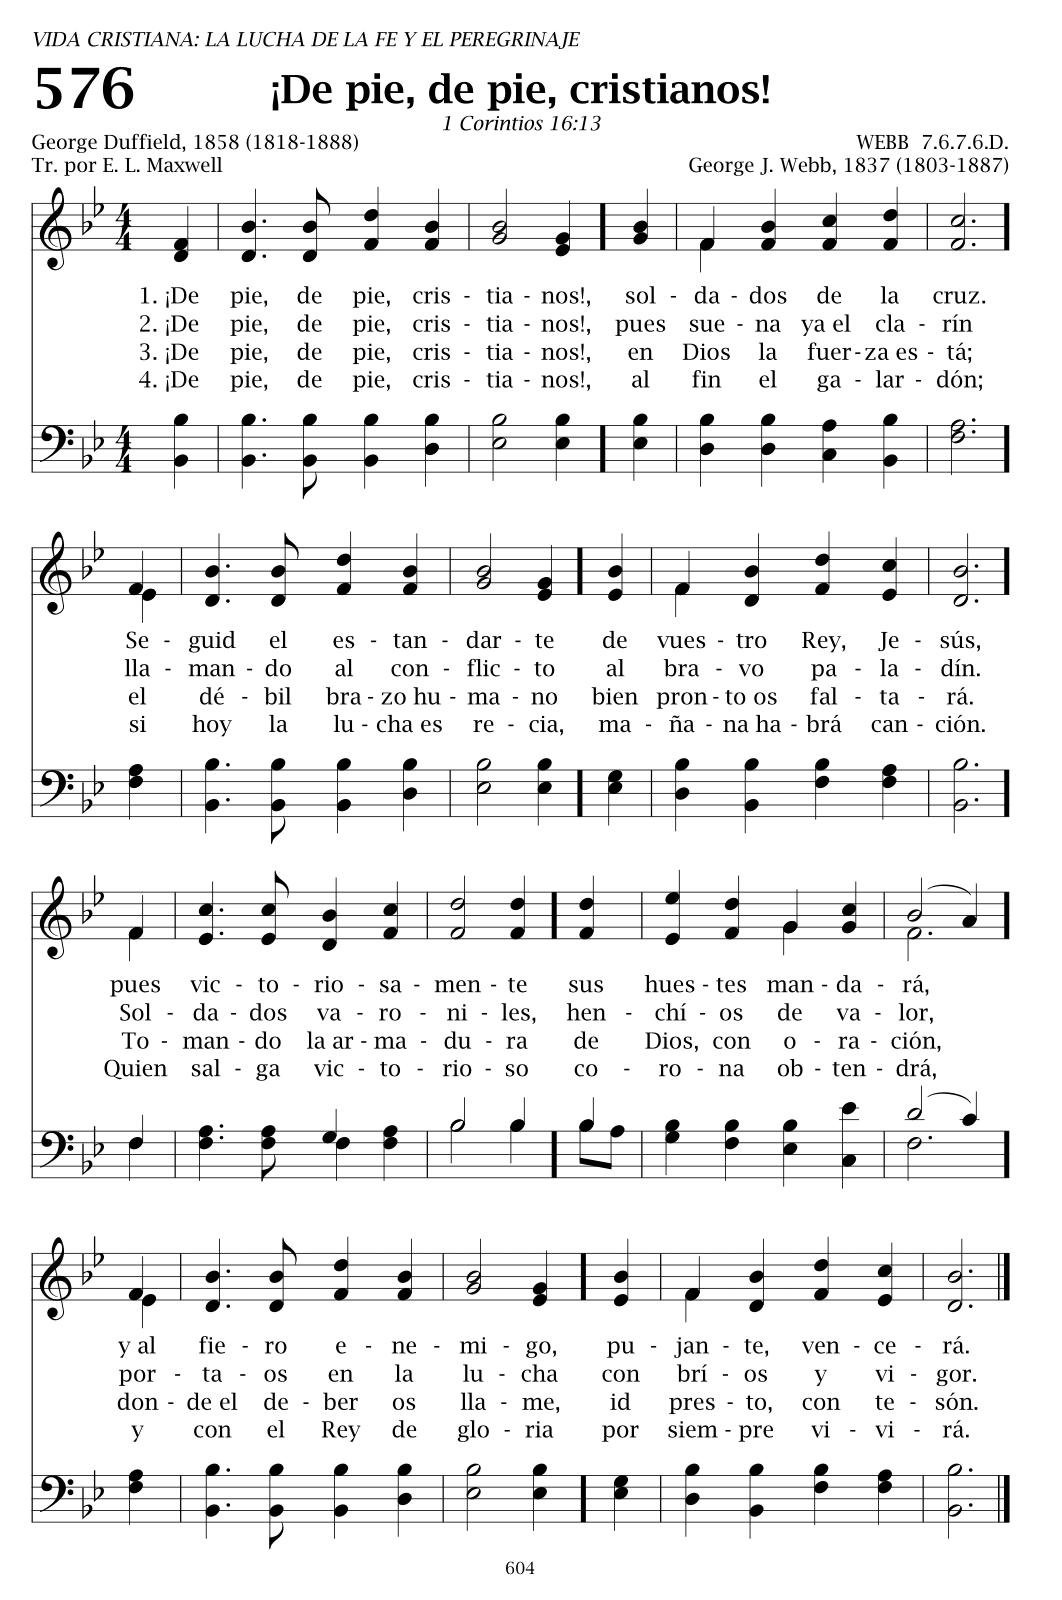 VIDA CRISTIANA: LA LUCHA DE LA FE Y EL PEREGRINAJE
576 ¡De pie, de pie, cristianos!
1 Corintios 16:13
George Duffield, 1858 (1818-1888) WEBB 7.6.7.6.D.
Tr. por E. L. Maxwell George J. Webb, 1837 (1803-1887)
4
4
1. ¡De pie, de pie, cris - tia - nos!, sol - da - dos de la cruz.
2. ¡De pie, de pie, cris - tia - nos!, pues sue - na ya el cla - rín
3. ¡De pie, de pie, cris - tia - nos!, en Dios la fuer - za es - tá;
4. ¡De pie, de pie, cris - tia - nos!, al fin el ga - lar - dón;
4
4
Se - guid el es - tan - dar - te de vues - tro Rey, Je - sús,
lla - man - do al con - flic - to al bra - vo pa - la - dín.
el dé - bil bra - zo hu - ma - no bien pron - to os fal - ta - rá.
si hoy la lu - cha es re - cia, ma - ña - na ha - brá can - ción.
pues vic - to - rio - sa - men - te sus hues - tes man - da - rá,
Sol - da - dos va - ro - ni - les, hen - chí - os de va - lor,
To - man - do la ar - ma - du - ra de Dios, con o - ra - ción,
Quien sal - ga vic - to - rio - so co - ro - na ob - ten - drá,
y al fie - ro e - ne - mi - go, pu - jan - te, ven - ce - rá.
por - ta - os en la lu - cha con brí - os y vi - gor.
don - de el de - ber os lla - me, id pres - to, con te - són.
y con el Rey de glo - ria por siem - pre vi - vi - rá.
604